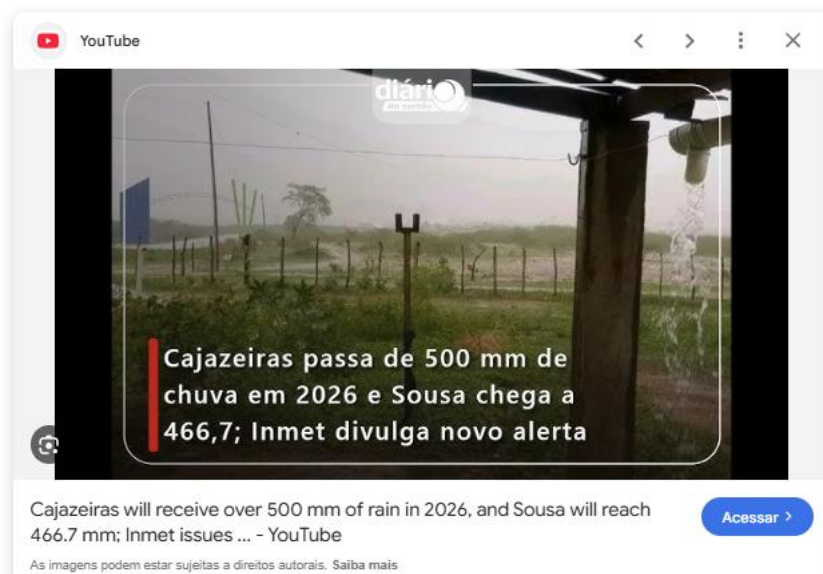 YouTube
diário
do sertão
Cajazeiras passa de 500 mm de
chuva em 2026 e Sousa chega a
466,7; Inmet divulga novo alerta
Cajazeiras will receive over 500 mm of rain in 2026, and Sousa will reach
466.7 mm; Inmet issues ... - YouTube
Acessar
As imagens podem estar sujeitas a direitos autorais. Saiba mais